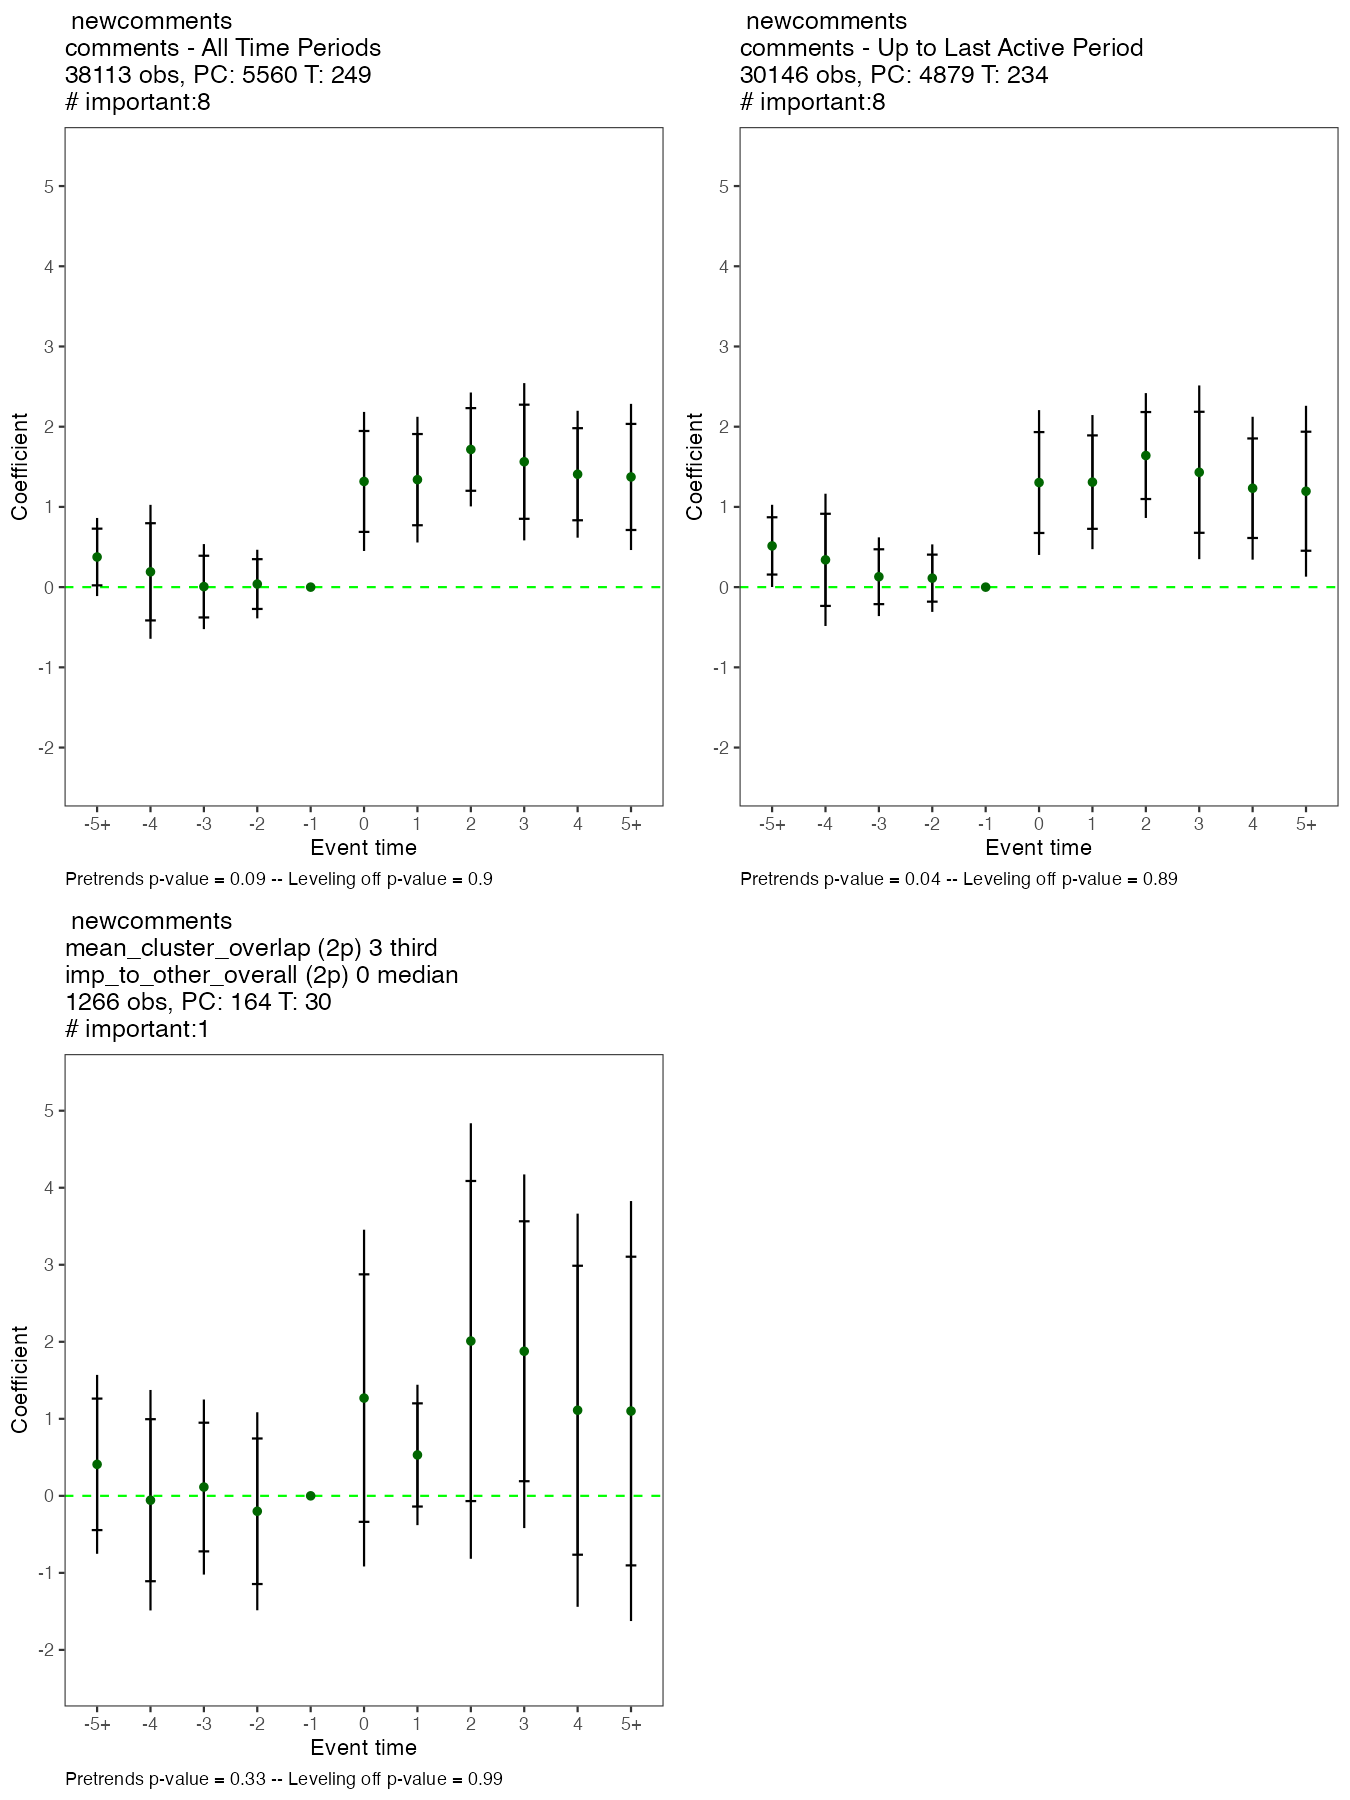 newcomments
comments - All Time Periods
38113 obs, PC: 5560 T: 249
# important:8
5
4
3
2
1
0
-1
-2
Coefficient
-5+ -4 -3 -2 -1 0 1 2 3 4 5+
Event time
Pretrends p-value = 0.09 -- Leveling off p-value = 0.9
newcomments
comments - Up to Last Active Period
30146 obs, PC: 4879 T: 234
# important:8
5
4
3
2
1
0
-1
-2
Coefficient
-5+ -4 -3 -2 -1 0 1 2 3 4 5+
Event time
Pretrends p-value = 0.04 -- Leveling off p-value = 0.89
newcomments
mean_cluster_overlap (2p) 3 third
imp_to_other_overall (2p) 0 median
1266 obs, PC: 164 T: 30
# important:1
5
4
3
2
1
0
-1
-2
Coefficient
-5+ -4 -3 -2 -1 0 1 2 3 4 5+
Event time
Pretrends p-value = 0.33 -- Leveling off p-value = 0.99